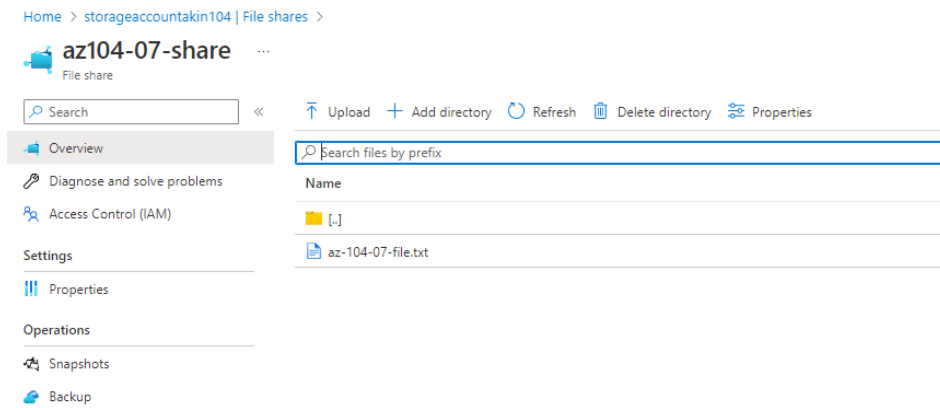 Home > storageaccountakin104 | File shares >
az104-07-share ...
File share
Search «
Upload Add directory Refresh Delete directory Properties
Overview
Search files by prefix
Diagnose and solve problems
Name
Access Control (IAM)
[..]
Settings
az-104-07-file.txt
Properties
Operations
Snapshots
Backup